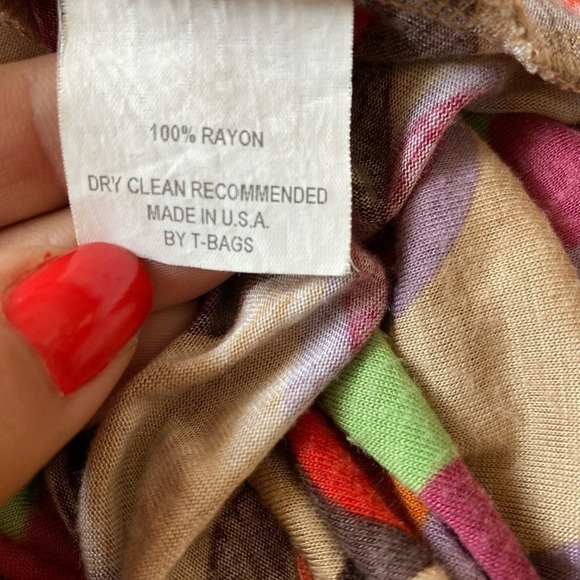 100% RAYON
DRY CLEAN RECOMMENDED
MADE IN U.S.A.
BY T-BAGS